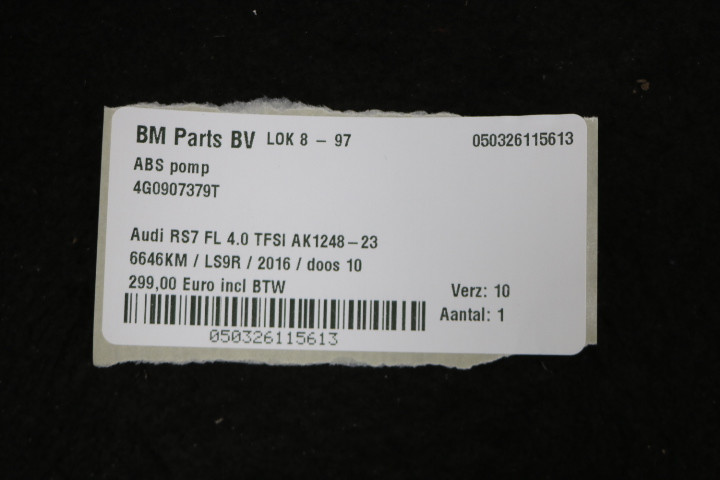 BM Parts BV LOK 8 - 97 050326115613
ABS pomp
4G0907379T
Audi RS7 FL 4.0 TFSI AK1248-23
6646KM / LS9R / 2016 / doos 10
299,00 Euro incl BTW Verz: 10
Aantal: 1
050326115613